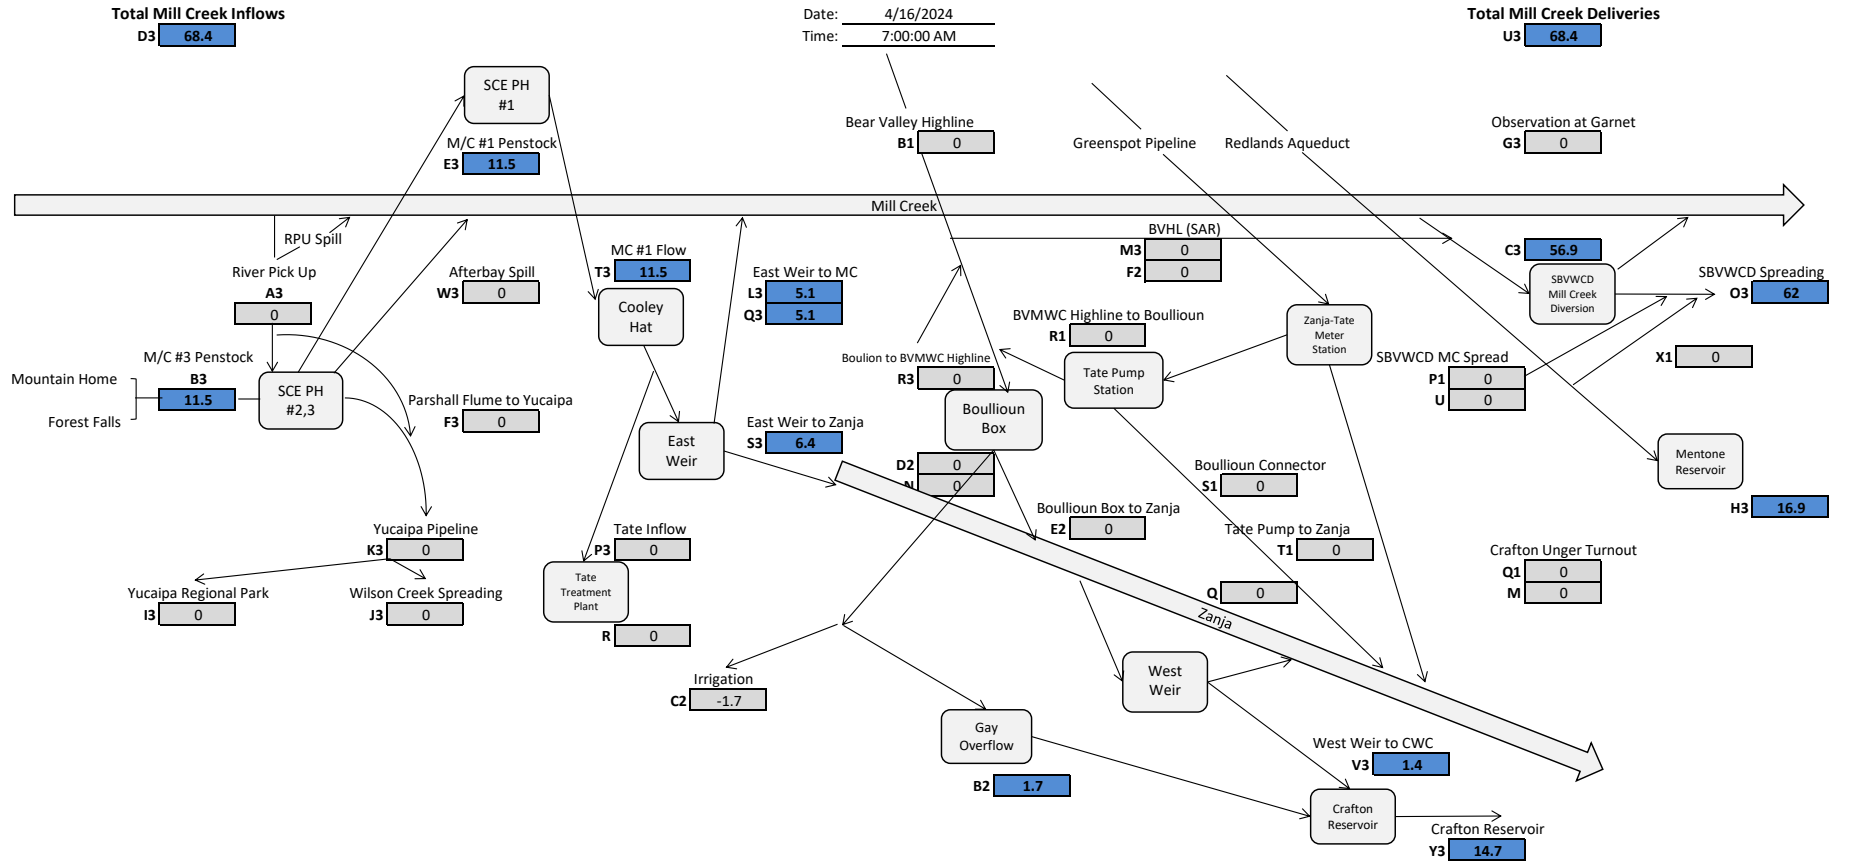 Total Mill Creek Inflows
D3 68.4
Date: 4/16/2024
Time: 7:00:00 AM
Total Mill Creek Deliveries
U3 68.4
SCE PH
#1
M/C #1 Penstock
E3 11.5
Bear Valley Highline
B1 0
Greenspot Pipeline
Redlands Aqueduct
Observation at Garnet
G3 0
Mill Creek
RPU Spill
River Pick Up
A3
0
Afterbay Spill
W3 0
MC #1 Flow
T3 11.5
Cooley
Hat
East Weir to MC
L3 5.1
Q3 5.1
BVHL (SAR)
M3 0
F2 0
C3 56.9
SBVWCD
Mill Creek
Diversion
SBVWCD Spreading
O3 62
BVMWC Highline to Boullioun
R1 0
Zanja-Tate
Meter
Station
M/C #3 Penstock
B3
11.5
Mountain Home
Forest Falls
SCE PH
#2,3
Boulion to BVMWC Highline
R3 0
Tate Pump
Station
SBVWCD MC Spread
P1 0
U 0
X1 0
Parshall Flume to Yucaipa
F3 0
Boullioun
Box
East
Weir
East Weir to Zanja
S3 6.4
D2 0
N 0
Mentone
Reservoir
H3 16.9
Boullioun Connector
S1 0
Boullioun Box to Zanja
E2 0
Tate Pump to Zanja
T1 0
Yucaipa Pipeline
K3 0
Tate Inflow
P3 0
Tate
Treatment
Plant
R 0
Crafton Unger Turnout
Q1 0
M 0
Yucaipa Regional Park
I3 0
Wilson Creek Spreading
J3 0
Q 0
Zanja
Irrigation
C2 -1.7
West
Weir
Gay
Overflow
B2 1.7
West Weir to CWC
V3 1.4
Crafton
Reservoir
Crafton Reservoir
Y3 14.7